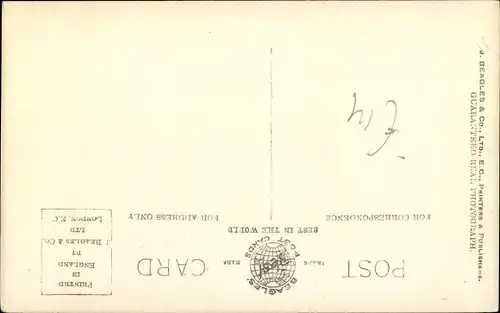 POST CARD
TRADE MARK
BEAGLES' POST CARDS
BEST IN THE WORLD
FOR CORRESPONDENCE
FOR ADDRESS ONLY
PRINTED
IN
ENGLAND
BY
BEAGLES & CO.
LTD
LONDON. E.C
J. BEAGLES & CO., LTD., E.C., PRINTERS & PUBLISHERS.
GUARANTEED REAL PHOTOGRAPH.